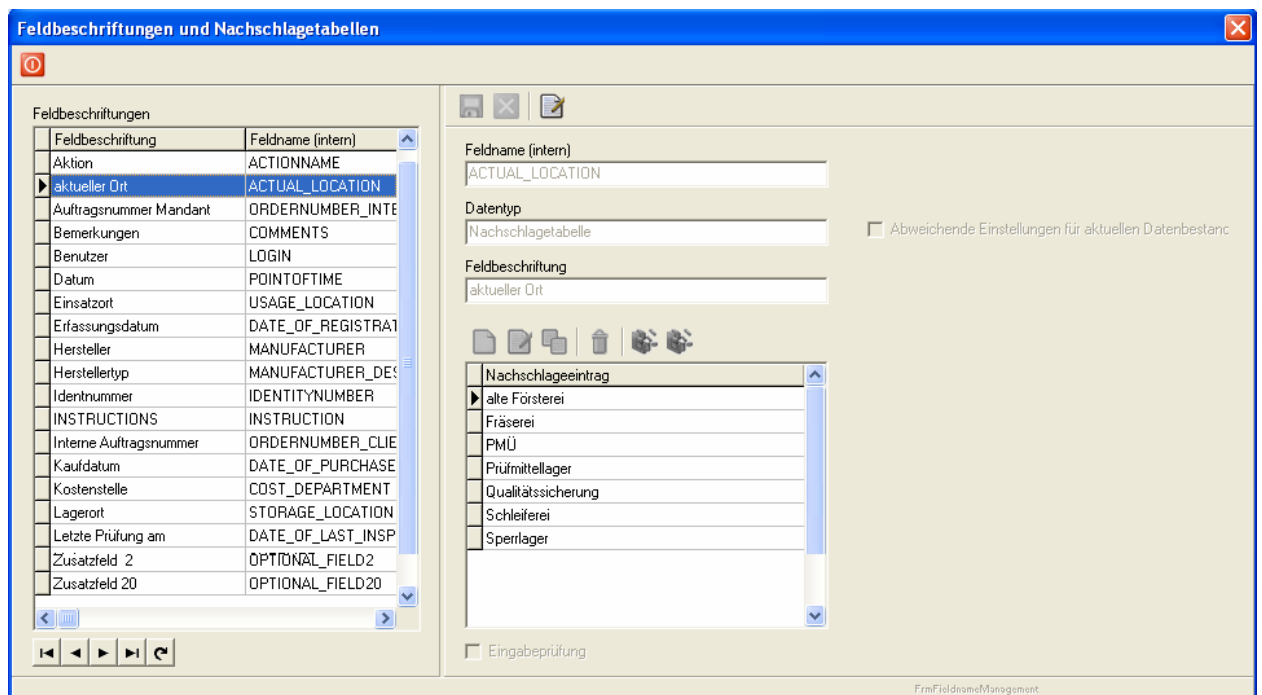 Feldbeschriftungen und Nachschlagetabellen
Feldbeschriftungen
Feldbeschriftung Feldname (intern)
Aktion ACTIONNAME
aktueller Ort ACTUAL_LOCATION
Auftragsnummer Mandant ORDERNUMBER_INTE
Bemerkungen COMMENTS
Benutzer LOGIN
Datum POINTOFTIME
Einsatzort USAGE_LOCATION
Erfassungsdatum DATE_OF_REGISTRAT
Hersteller MANUFACTURER
Herstellertyp MANUFACTURER_DES
Identnummer IDENTITYNUMBER
INSTRUCTIONS INSTRUCTION
Interne Auftragsnummer ORDERNUMBER_CLIE
Kaufdatum DATE_OF_PURCHASE
Kostenstelle COST_DEPARTMENT
Lagerort STORAGE_LOCATION
Letzte Prüfung am DATE_OF_LAST_INSP
Zusatzfeld 2 OPTIONAL_FIELD2
Zusatzfeld 20 OPTIONAL_FIELD20
Feldname (intern)
ACTUAL_LOCATION
Datentyp
Nachschlagetabelle
Abweichende Einstellungen für aktuellen Datenbestanc
Feldbeschriftung
aktueller Ort
Nachschlageeintrag
alte Försterei
Fräserei
PMÜ
Prüfmittellager
Qualitätssicherung
Schleiferei
Sperrlager
Eingabeprüfung
FrmFieldnameManagement